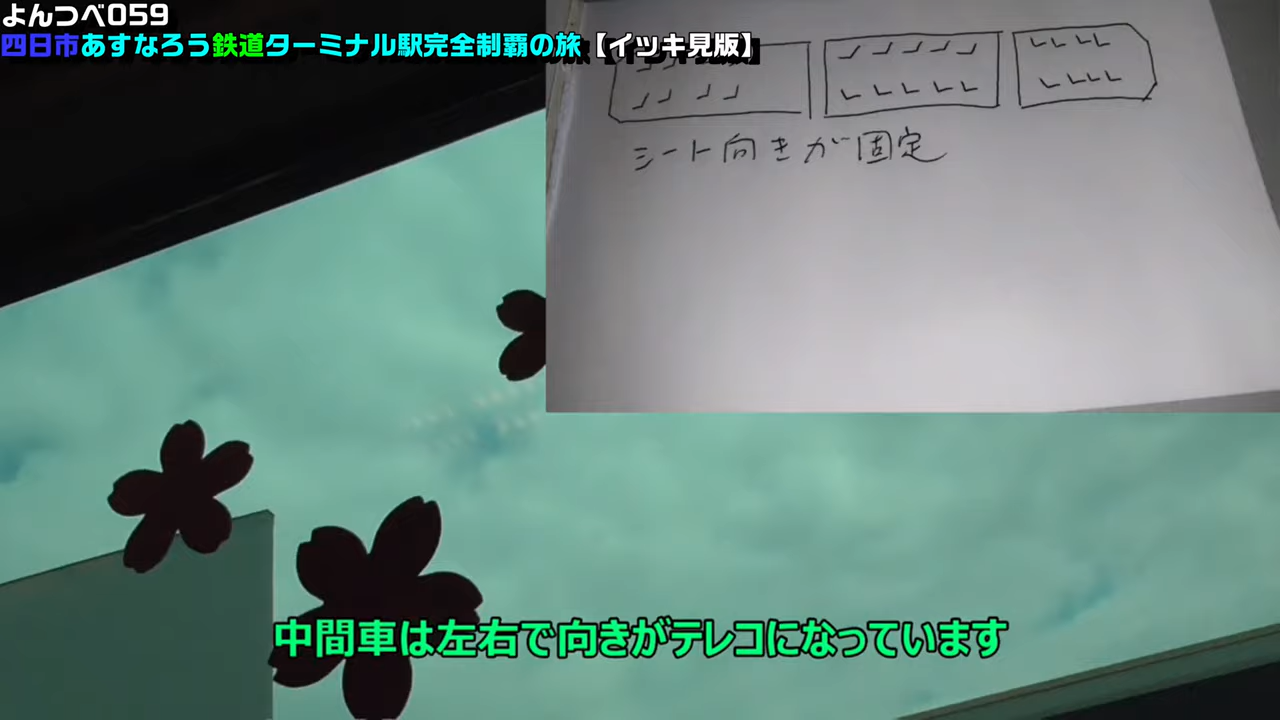 よんつべ059
四日市あすなろう鉄道ターミナル駅完全制覇の旅【イッキ見版】
シート向きが固定
中間車は左右で向きがテレコになっています